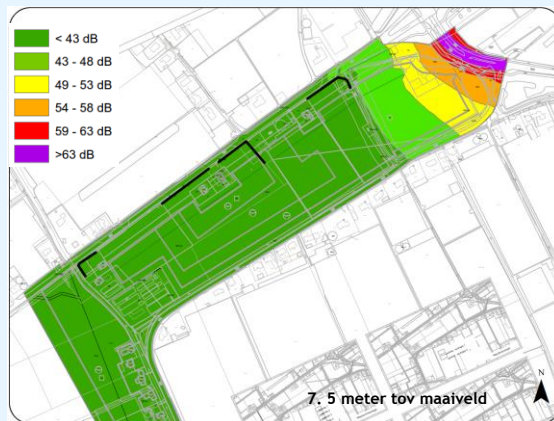 < 43 dB
43 - 48 dB
49 - 53 dB
54 - 58 dB
59 - 63 dB
>63 dB
N
7. 5 meter tov maaiveld